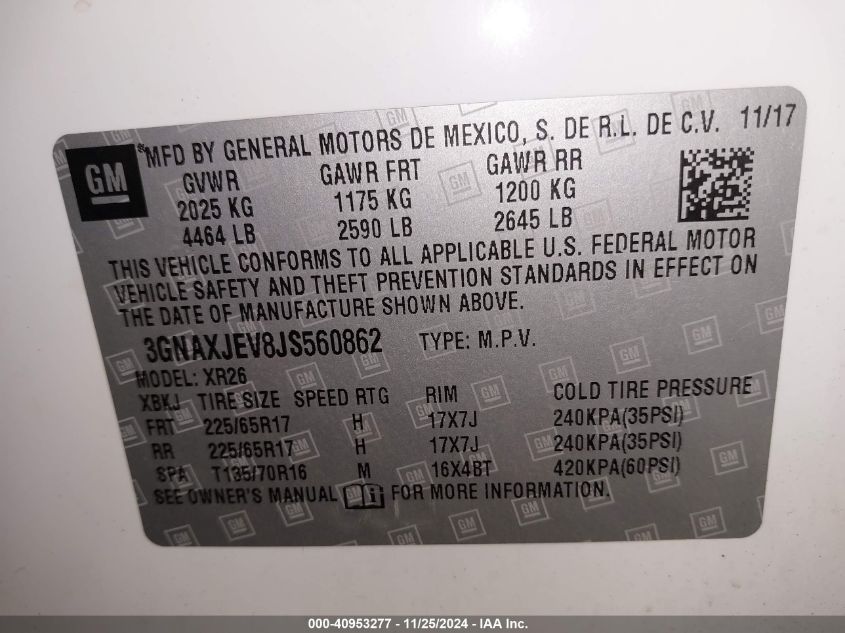 GM
MFD BY GENERAL MOTORS DE MEXICO, S. DE R.L. DE C.V. 11/17
GVWR GAWR FRT GAWR RR
2025 KG 1175 KG 1200 KG
4464 LB 2590 LB 2645 LB
THIS VEHICLE CONFORMS TO ALL APPLICABLE U.S. FEDERAL MOTOR
VEHICLE SAFETY AND THEFT PREVENTION STANDARDS IN EFFECT ON
THE DATE OF MANUFACTURE SHOWN ABOVE.
3GNAXJEV8JS560862 TYPE: M.P.V.
MODEL: XR26
XBKJ TIRE SIZE SPEED RTG RIM COLD TIRE PRESSURE
FRT 225/65R17 H 17X7J 240KPA(35PSI)
RR 225/65R17 H 17X7J 240KPA(35PSI)
SPA T135/70R16 M 16X4BT 420KPA(60PSI)
SEE OWNER'S MANUAL FOR MORE INFORMATION.
000-40953277 - 11/25/2024 - IAA Inc.